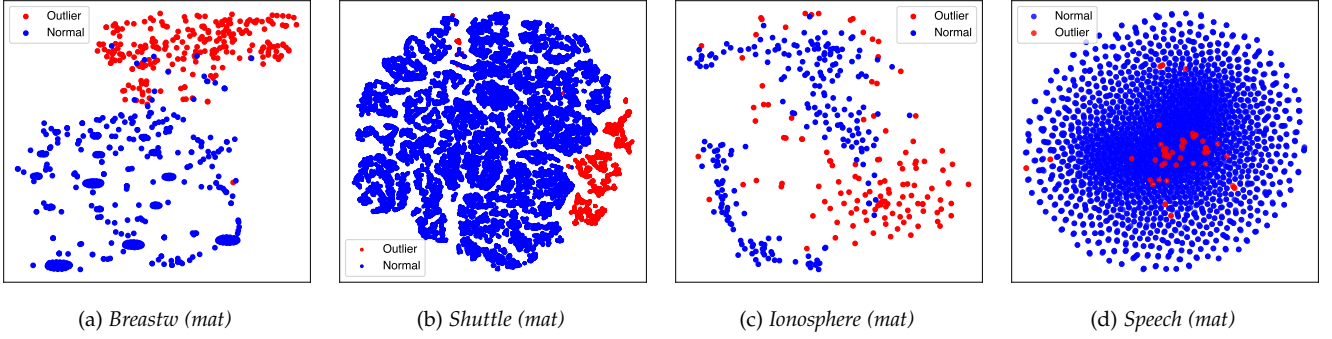 Outlier
Normal
Outlier
Normal
Outlier
Normal
Normal
Outlier
(a) Breastw (mat)
(b) Shuttle (mat)
(c) Ionosphere (mat)
(d) Speech (mat)